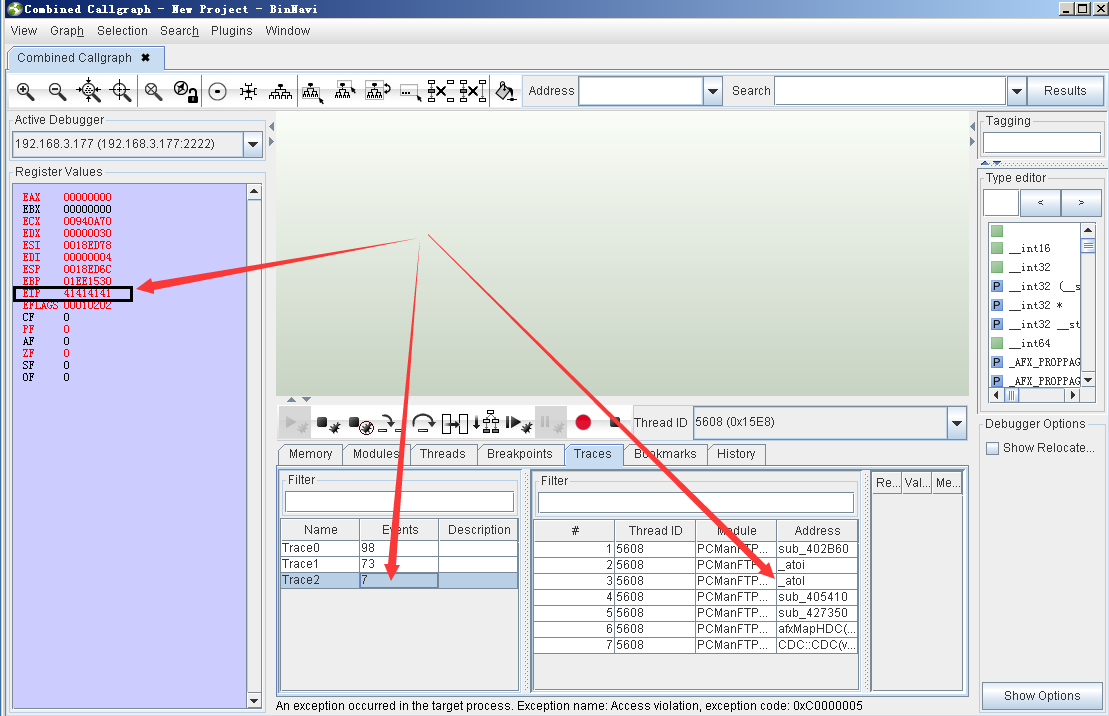 Combined Callgraph - New Project - BinNavi
View Graph Selection Search Plugins Window
Combined Callgraph
Address
Search
Results
Active Debugger
192.168.3.177 (192.168.3.177:2222)
Register Values
EAX 00000000
EBX 00000000
ECX 00940A70
EDX 00000030
ESI 0018ED78
EDI 00000004
ESP 0018ED6C
EBP 01EE1530
EIP 41414141
EFLAGS 00010202
CF 0
PF 0
AF 0
ZF 0
SF 0
OF 0
Tagging
Type editor
< >
__int16
__int32
P __int32 (__s
P __int32 *
P __int32 __st
__int64
P _AFX_PROPPAG
P _AFX_PROPPAG
Debugger Options
Show Relocate...
Show Options
Thread ID 5608 (0x15E8)
Memory Modules Threads Breakpoints Traces Bookmarks History
Filter
Name Events Description
Trace0 98
Trace1 73
Trace2 7
Filter
# Thread ID Module Address
1 5608 PCManFTP... sub_402B60
2 5608 PCManFTP... _atoi
3 5608 PCManFTP... _atol
4 5608 PCManFTP... sub_405410
5 5608 PCManFTP... sub_427350
6 5608 PCManFTP... afxMapHDC(...
7 5608 PCManFTP... CDC::CDC(v...
Re... Val... Me...
An exception occurred in the target process. Exception name: Access violation, exception code: 0xC0000005